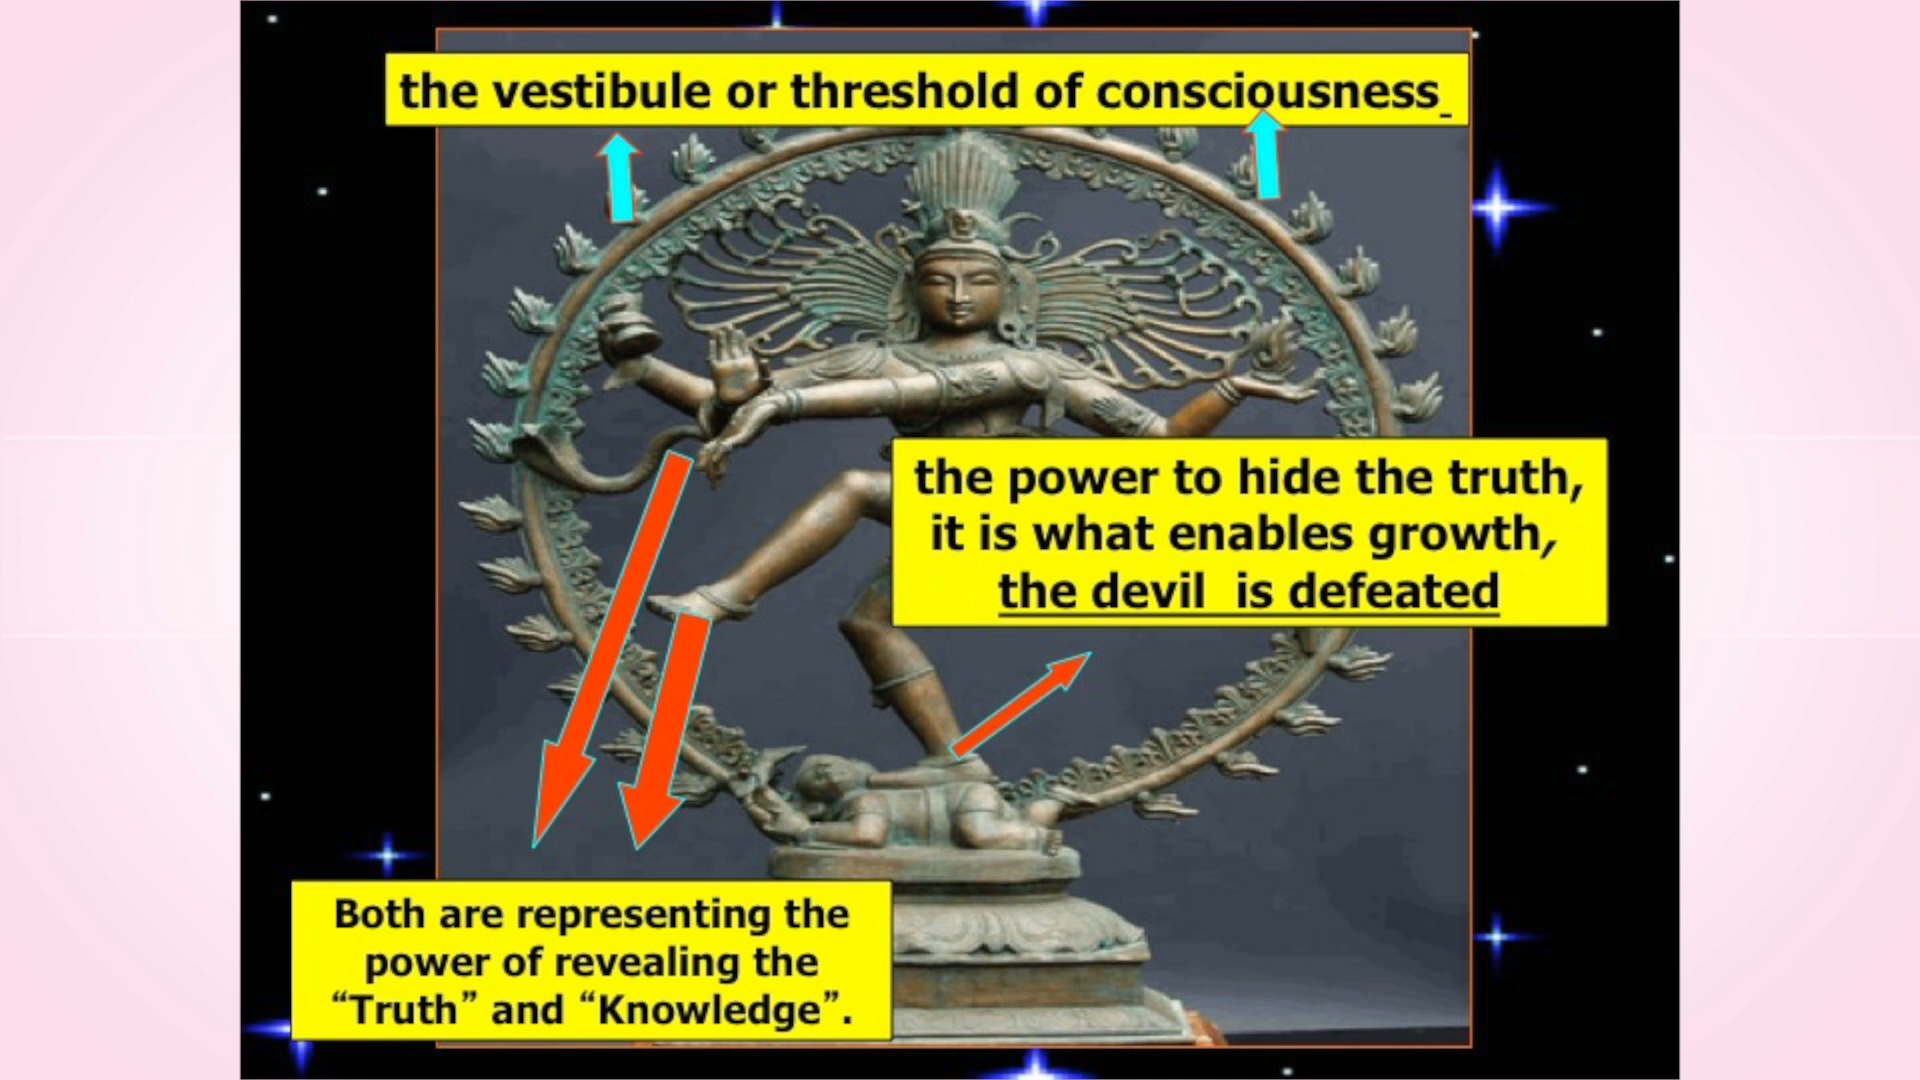 the vestibule or threshold of consciousness_
the power to hide the truth,
it is what enables growth,
the devil  is defeated
Both are representing the
power of revealing the
“Truth” and “Knowledge”.